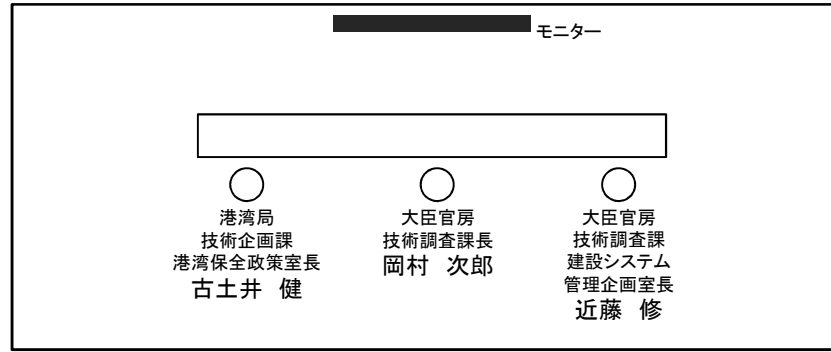 モニター
港湾局
技術企画課
港湾保全政策室長
古土井　健
大臣官房
技術調査課長
岡村　次郎
大臣官房
技術調査課
建設システム
管理企画室長
近藤　修